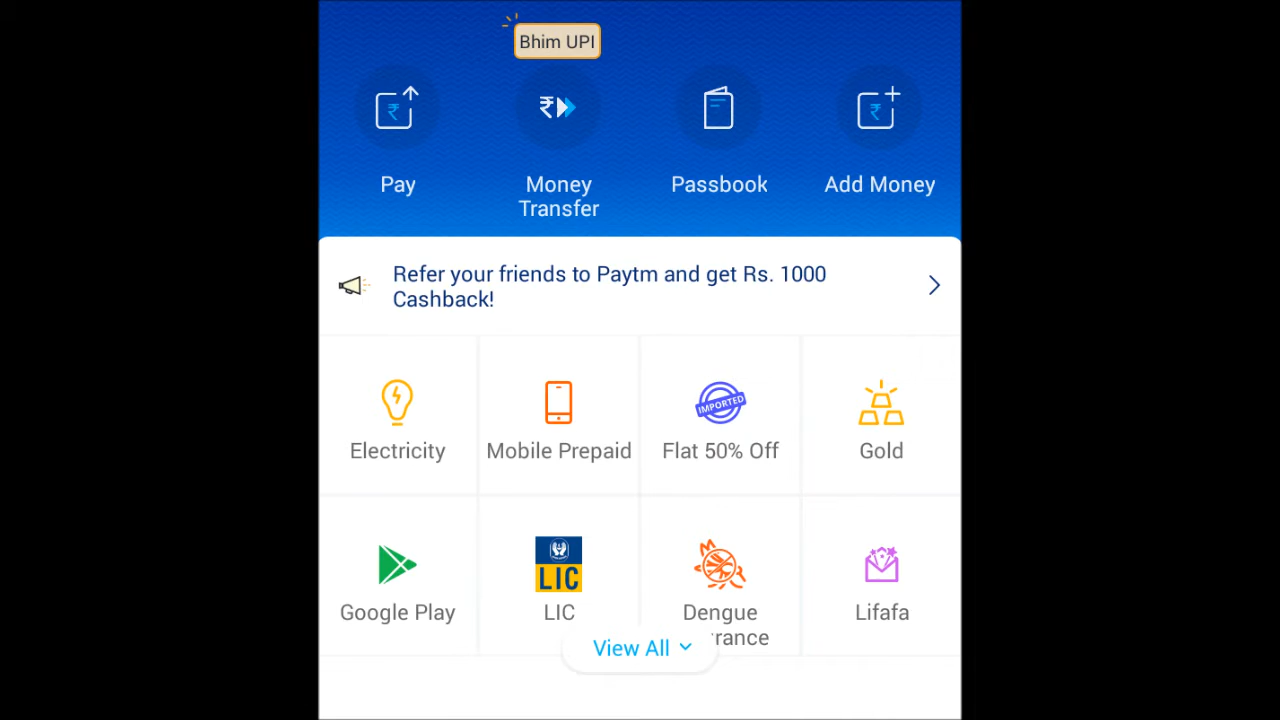 Bhim UPI
Pay
Money
Transfer
Passbook
Add Money
Refer your friends to Paytm and get Rs. 1000
Cashback!
Electricity
Mobile Prepaid
IMPORTED
Flat 50% Off
Gold
Google Play
LIC
LIC
Dengue
rance
Lifafa
View All